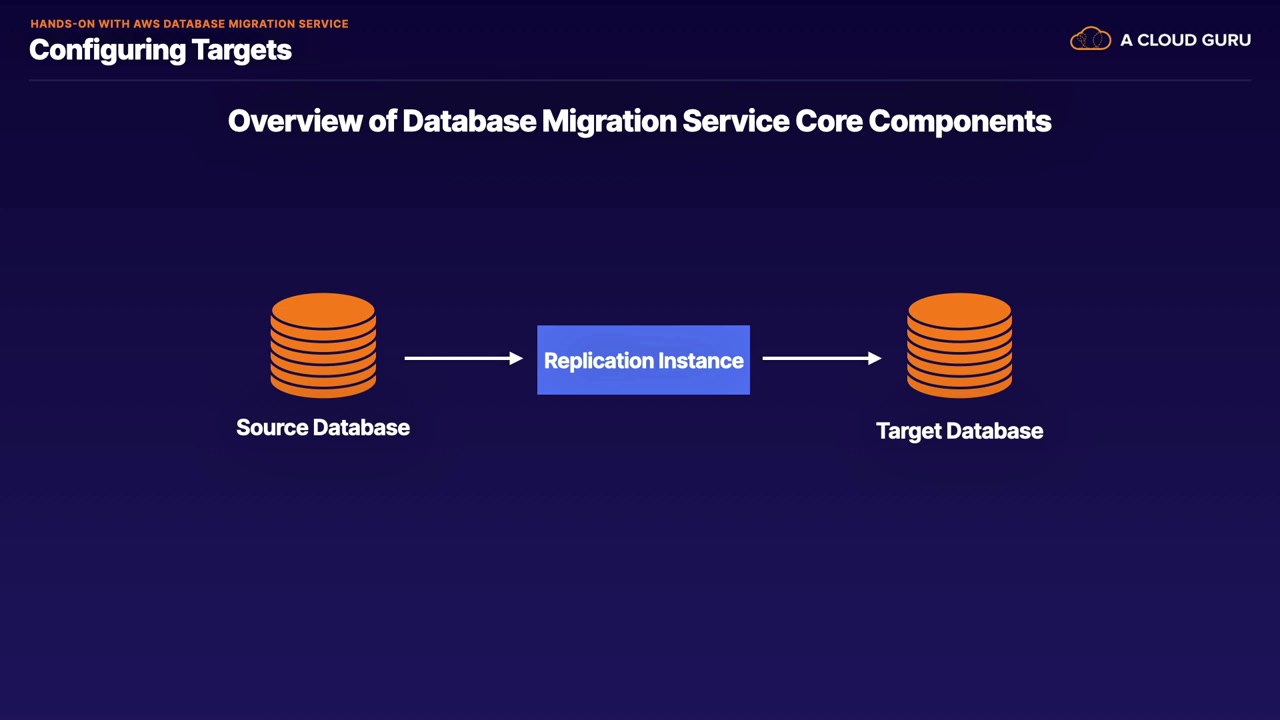 HANDS-ON WITH AWS DATABASE MIGRATION SERVICE
Configuring Targets
A CLOUD GURU
Overview of Database Migration Service Core Components
Replication Instance
Source Database
Target Database